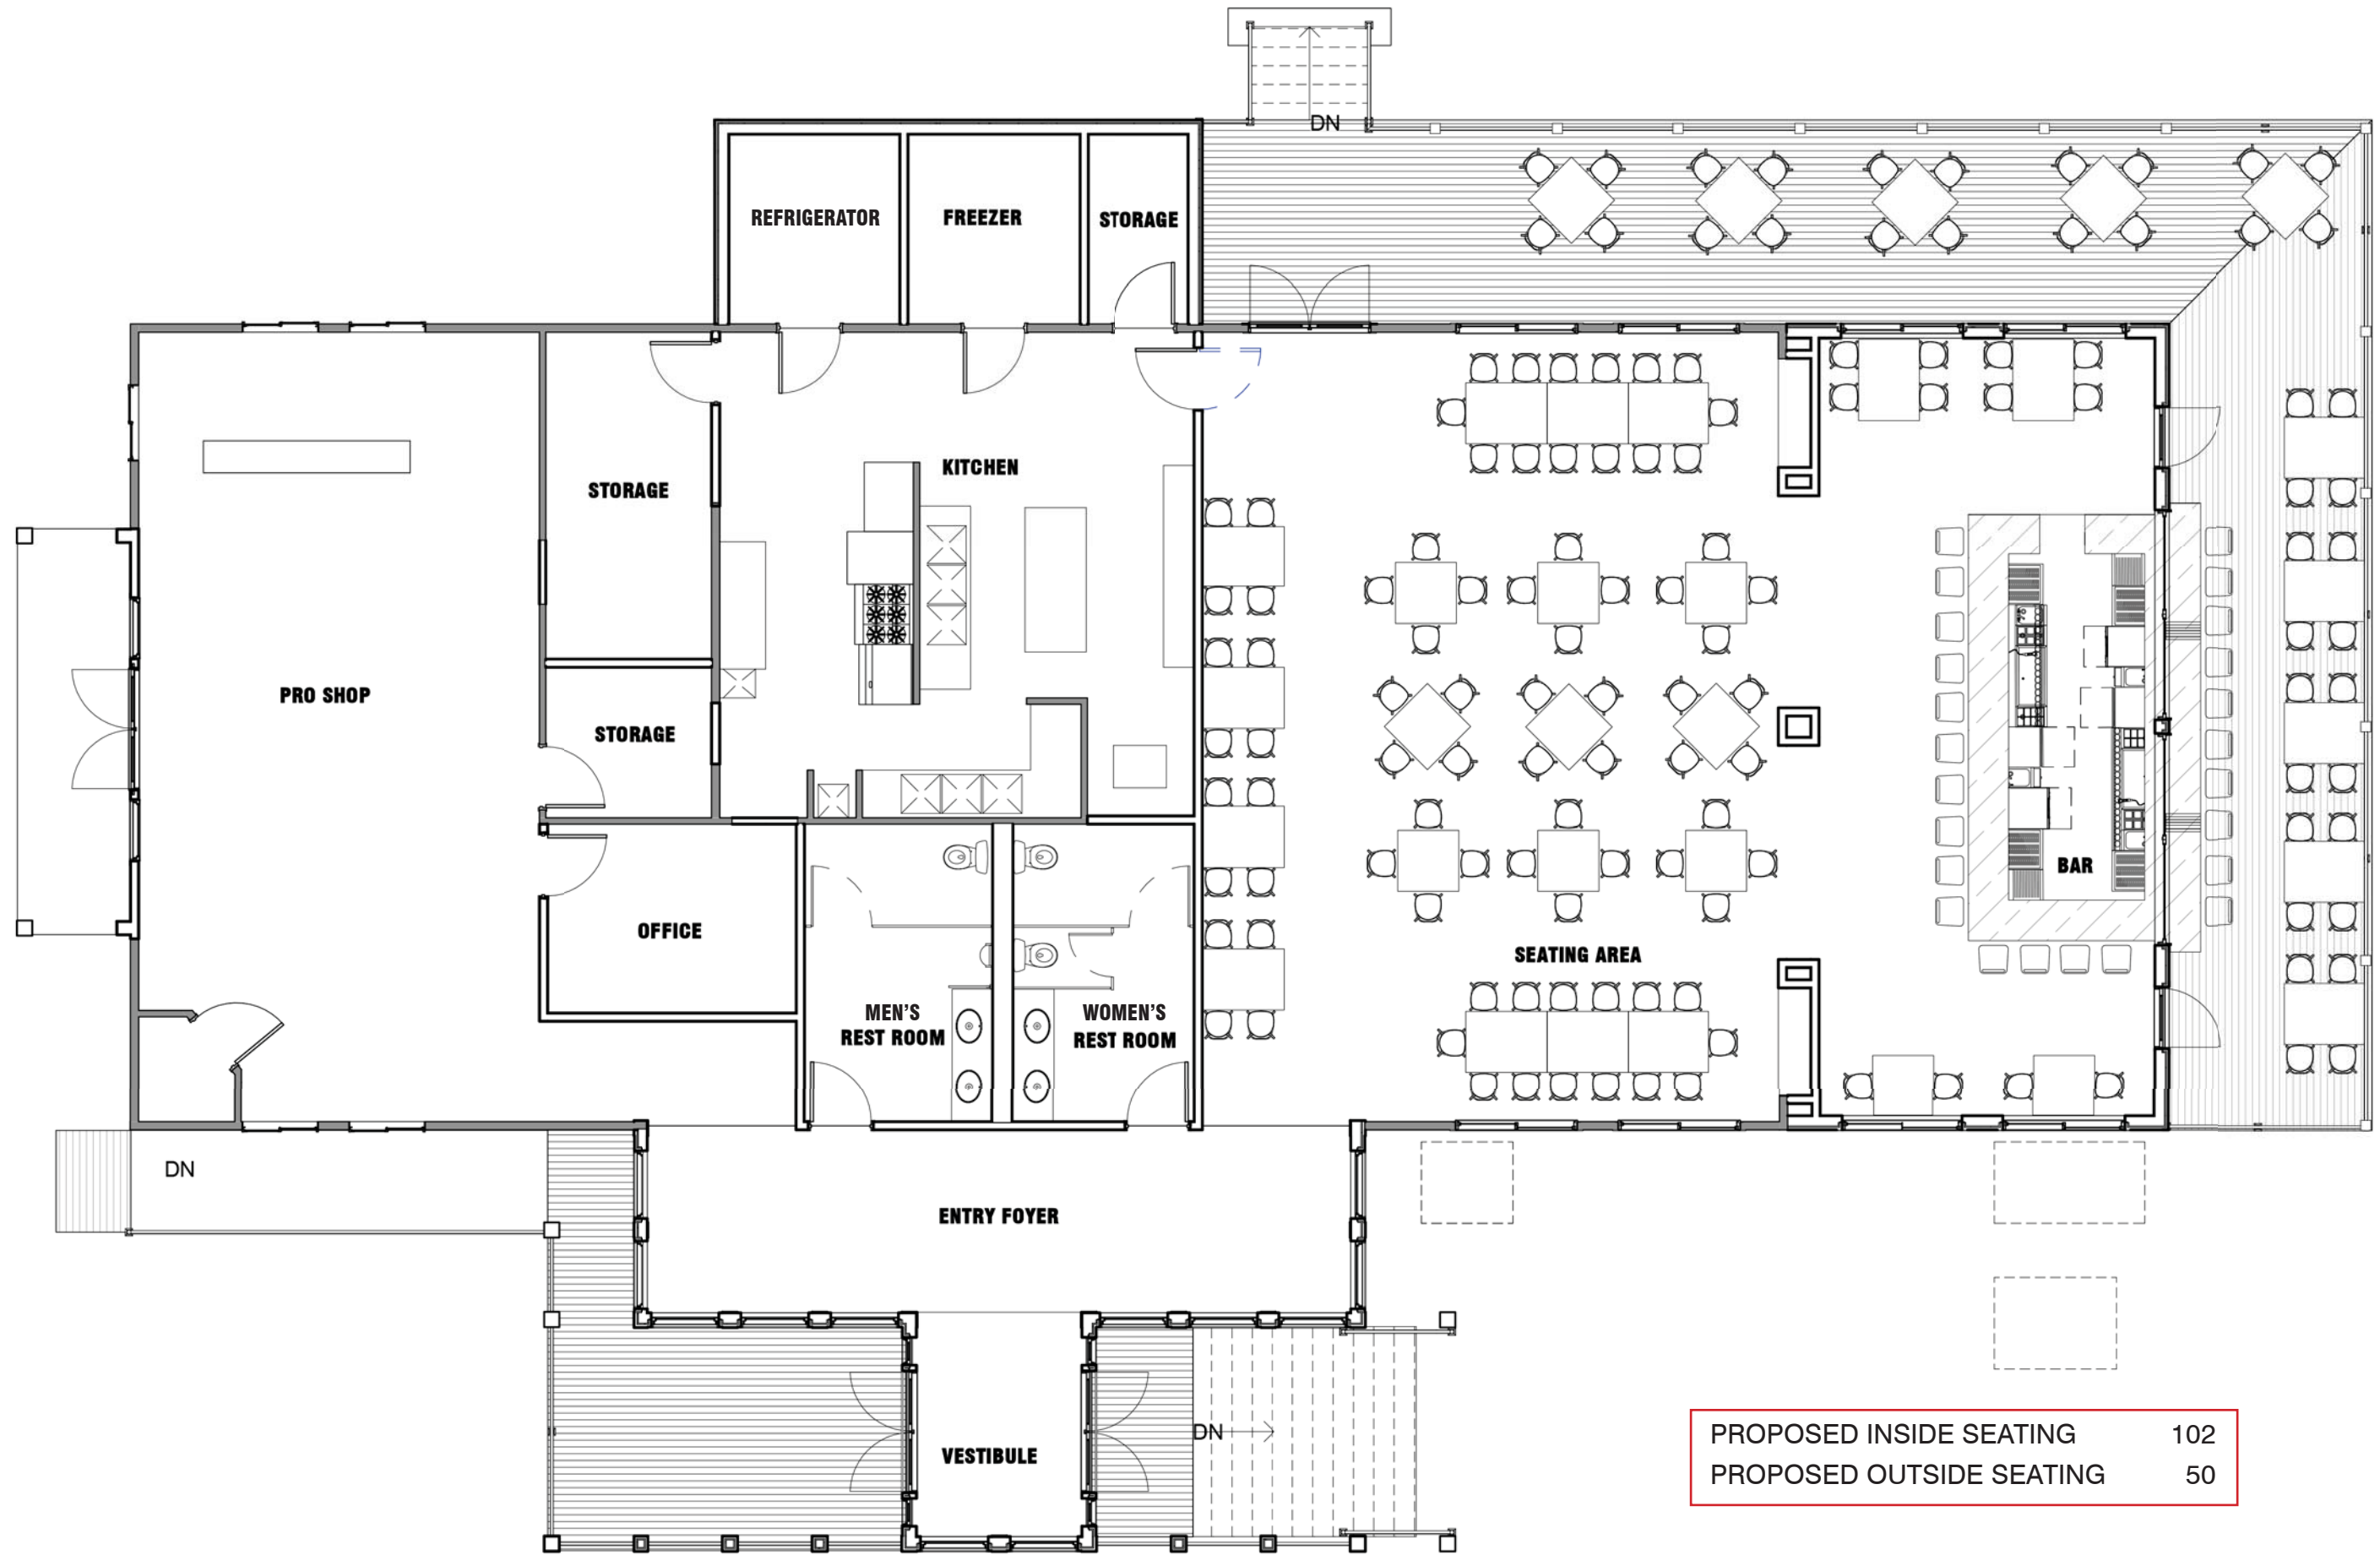 DN
REFRIGERATOR
FREEZER
STORAGE
KITCHEN
STORAGE
PRO SHOP
STORAGE
BAR
OFFICE
SEATING AREA
MEN'S
REST ROOM
WOMEN'S
REST ROOM
DN
ENTRY FOYER
DN
VESTIBULE
PROPOSED INSIDE SEATING 102
PROPOSED OUTSIDE SEATING 50